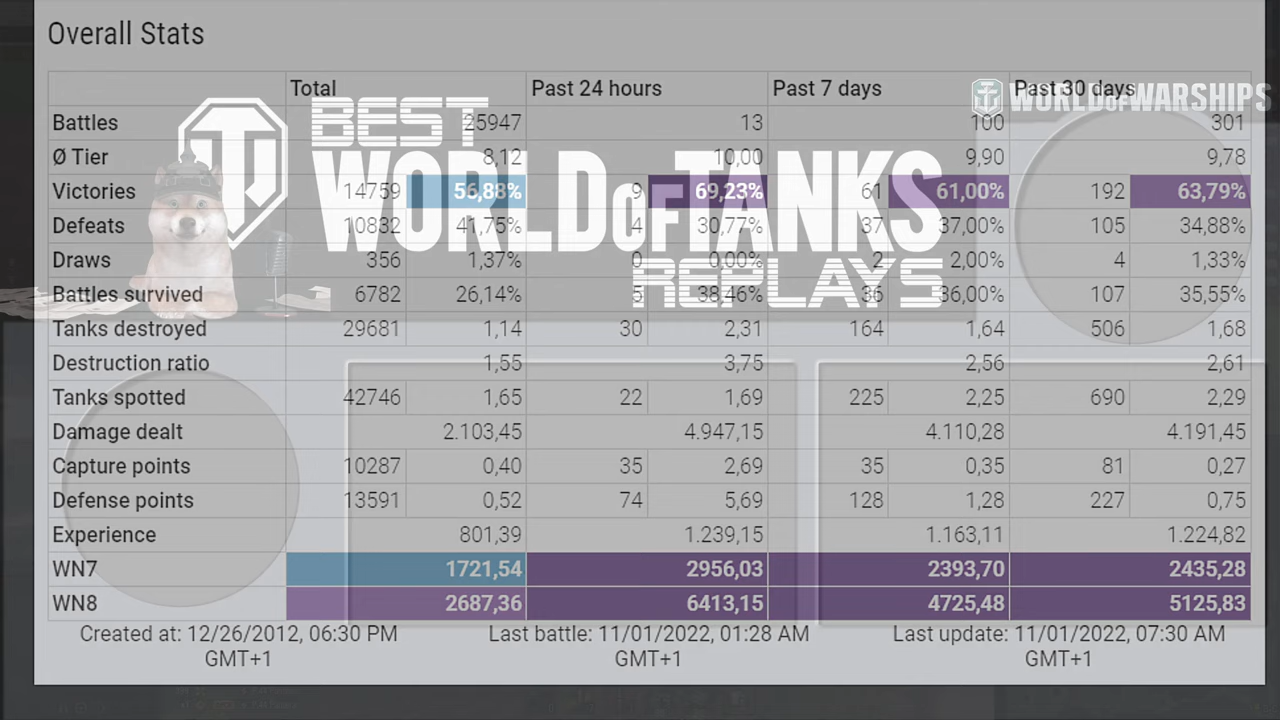 Overall Stats
Total Past 24 hours Past 7 days Past 30 days
WORLD OF WARSHIPS
BEST
WORLD OF TANKS
REPLAYS
Battles 25947 13 100 301
Ø Tier 8,12 10,00 9,90 9,78
Victories 14759 56,88% 9 69,23% 61 61,00% 192 63,79%
Defeats 10832 41,75% 4 30,77% 37 37,00% 105 34,88%
Draws 356 1,37% 0 0,00% 2 2,00% 4 1,33%
Battles survived 6782 26,14% 5 38,46% 36 36,00% 107 35,55%
Tanks destroyed 29681 1,14 30 2,31 164 1,64 506 1,68
Destruction ratio 1,55 3,75 2,56 2,61
Tanks spotted 42746 1,65 22 1,69 225 2,25 690 2,29
Damage dealt 2.103,45 4.947,15 4.110,28 4.191,45
Capture points 10287 0,40 35 2,69 35 0,35 81 0,27
Defense points 13591 0,52 74 5,69 128 1,28 227 0,75
Experience 801,39 1.239,15 1.163,11 1.224,82
WN7 1721,54 2956,03 2393,70 2435,28
WN8 2687,36 6413,15 4725,48 5125,83
Created at: 12/26/2012, 06:30 PM Last battle: 11/01/2022, 01:28 AM Last update: 11/01/2022, 07:30 AM
GMT+1 GMT+1 GMT+1